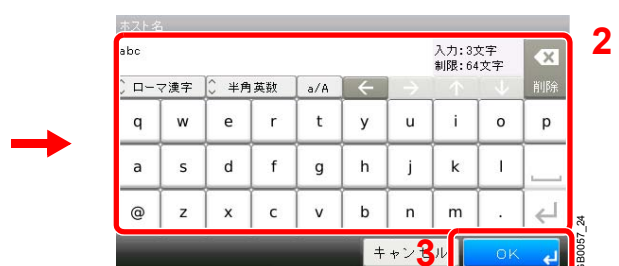 ホスト名
abc
入力:3文字
制限:64文字
2
ローマ漢字 半角英数 a/A ← → ↑ ↓ 削除
q w e r t y u i o p
a s d f g h j k l
@ z x c v b n m .
キャンセル 3 OK
GB0057_24